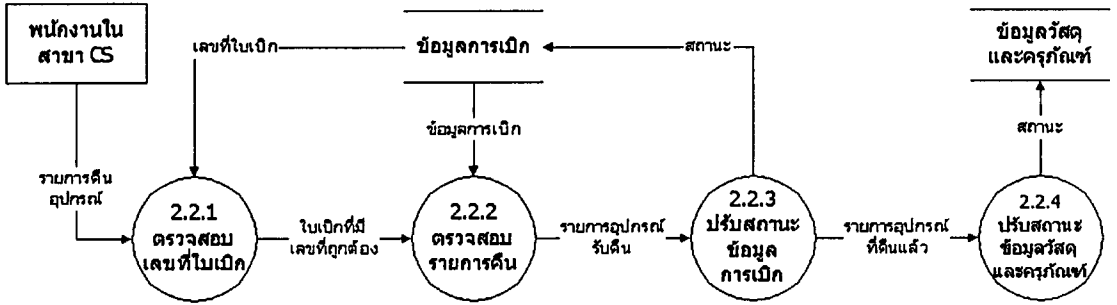 พนักงานใน
สาขา CS
เลขที่ใบเบิก
ข้อมูลการเบิก
สถานะ
ข้อมูลวัสดุ
และครุภัณฑ์
ข้อมูลการเบิก
สถานะ
รายการคืน
อุปกรณ์
2.2.1
ตรวจสอบ
เลขที่ใบเบิก
ใบเบิกที่มี
เลขที่ถูกต้อง
2.2.2
ตรวจสอบ
รายการคืน
รายการอุปกรณ์
รับคืน
2.2.3
ปรับสถานะ
ข้อมูล
การเบิก
รายการอุปกรณ์
ที่คืนแล้ว
2.2.4
ปรับสถานะ
ข้อมูลวัสดุ
และครุภัณฑ์